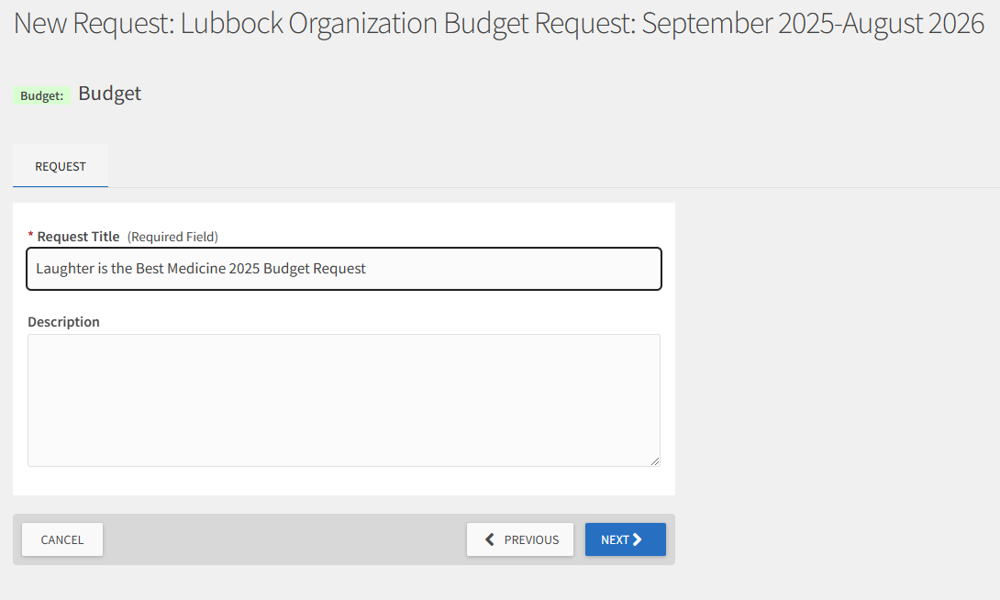 New Request: Lubbock Organization Budget Request: September 2025-August 2026
Budget: Budget
REQUEST
* Request Title (Required Field)
Laughter is the Best Medicine 2025 Budget Request
Description
CANCEL PREVIOUS NEXT